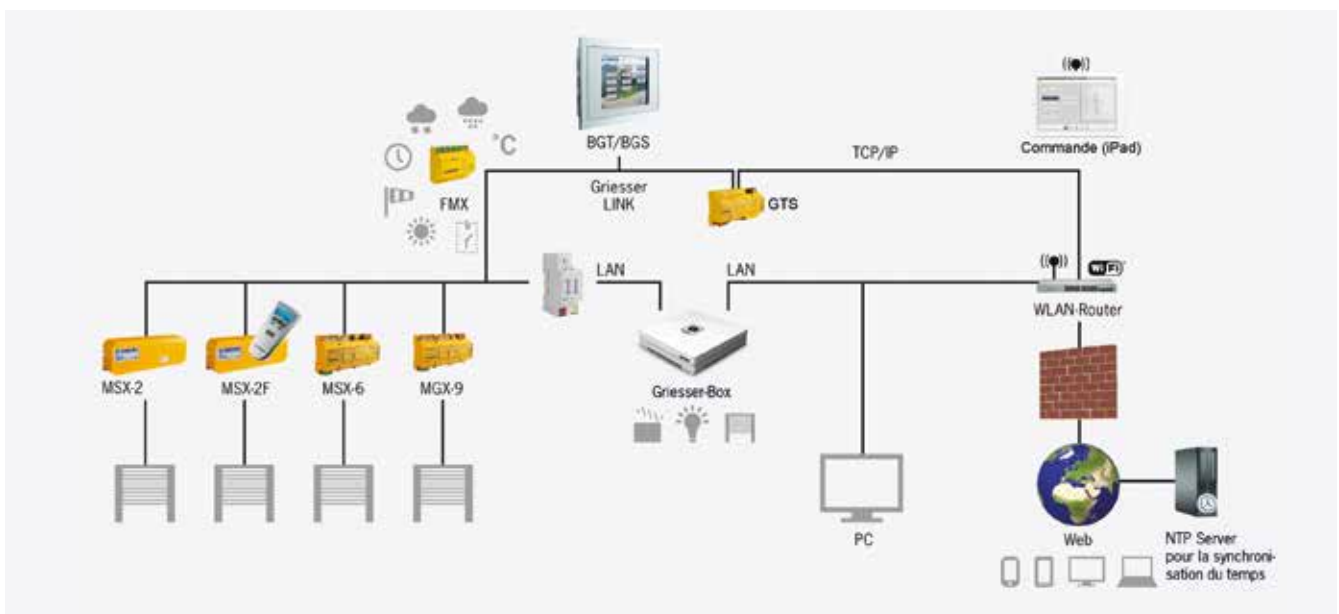 BGT/BGS
Commande (iPad)
°C
TCP/IP
FMX
Griesser
LINK
GTS
LAN
LAN
WiFi
WLAN-Router
MSX-2
MSX-2F
MSX-6
MGX-9
Griesser-Box
PC
Web
NTP Server
pour la synchroni-
sation du temps